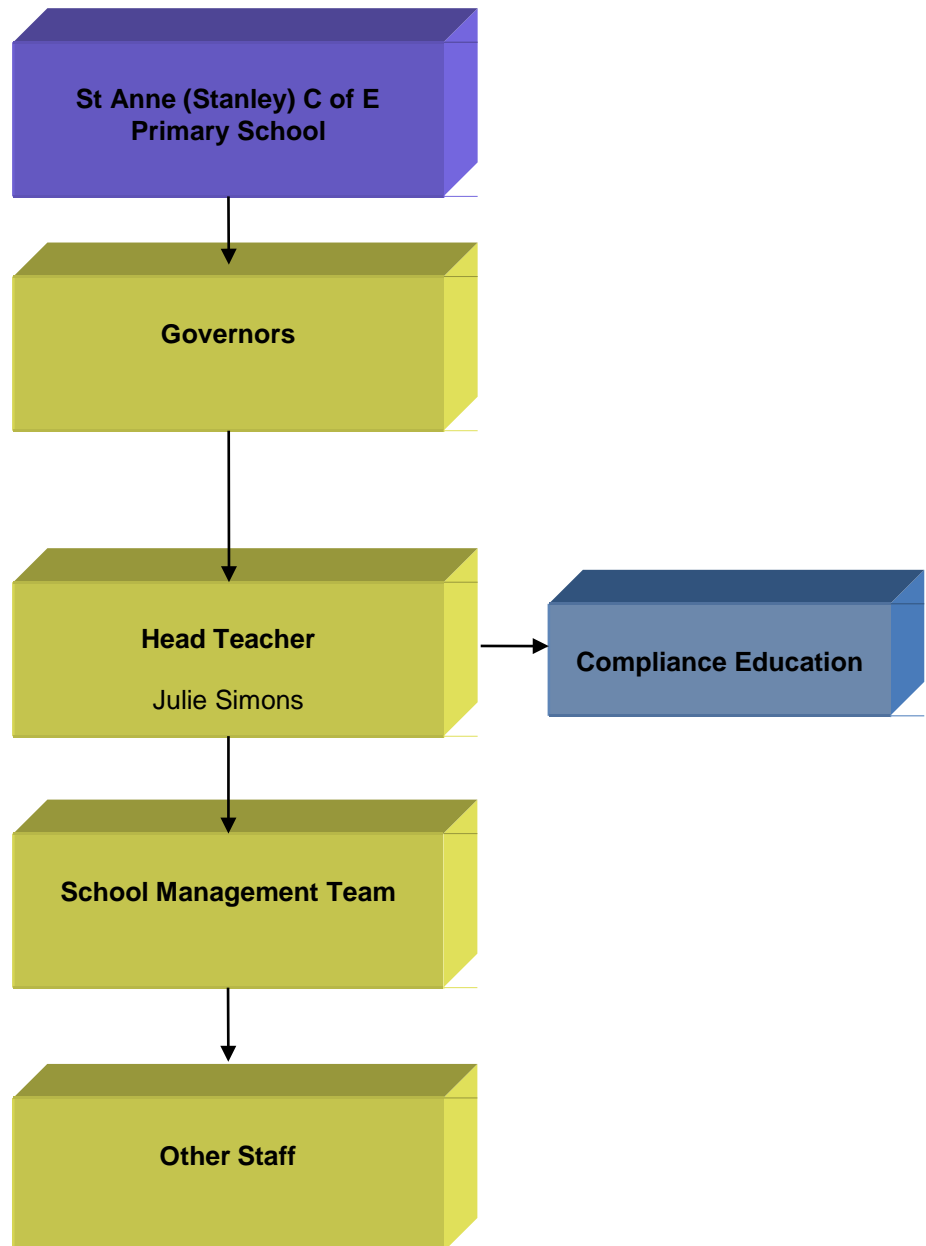 St Anne (Stanley) C of E
Primary School
Governors
Head Teacher
Julie Simons
Compliance Education
School Management Team
Other Staff